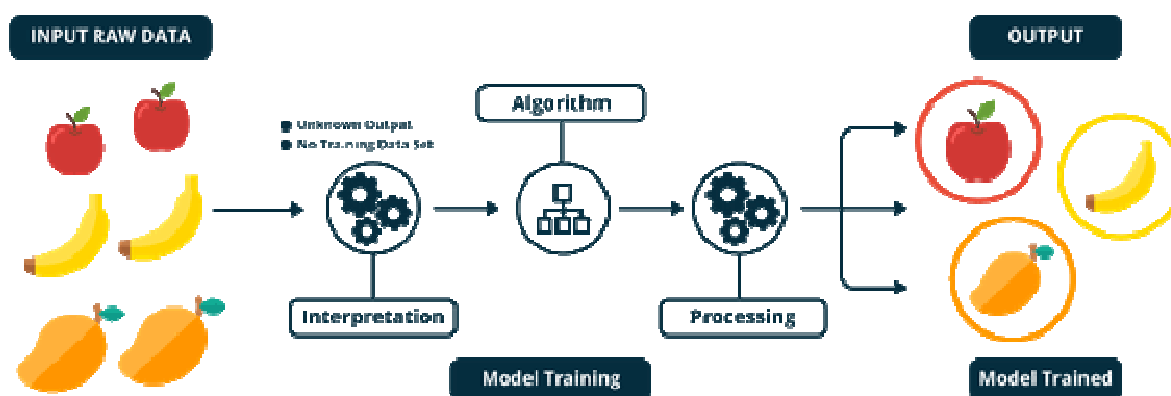 INPUT RAW DATA
OUTPUT
Algorithm
Unknown Output
No Training Data Set
Interpretation
Processing
Model Training
Model Trained